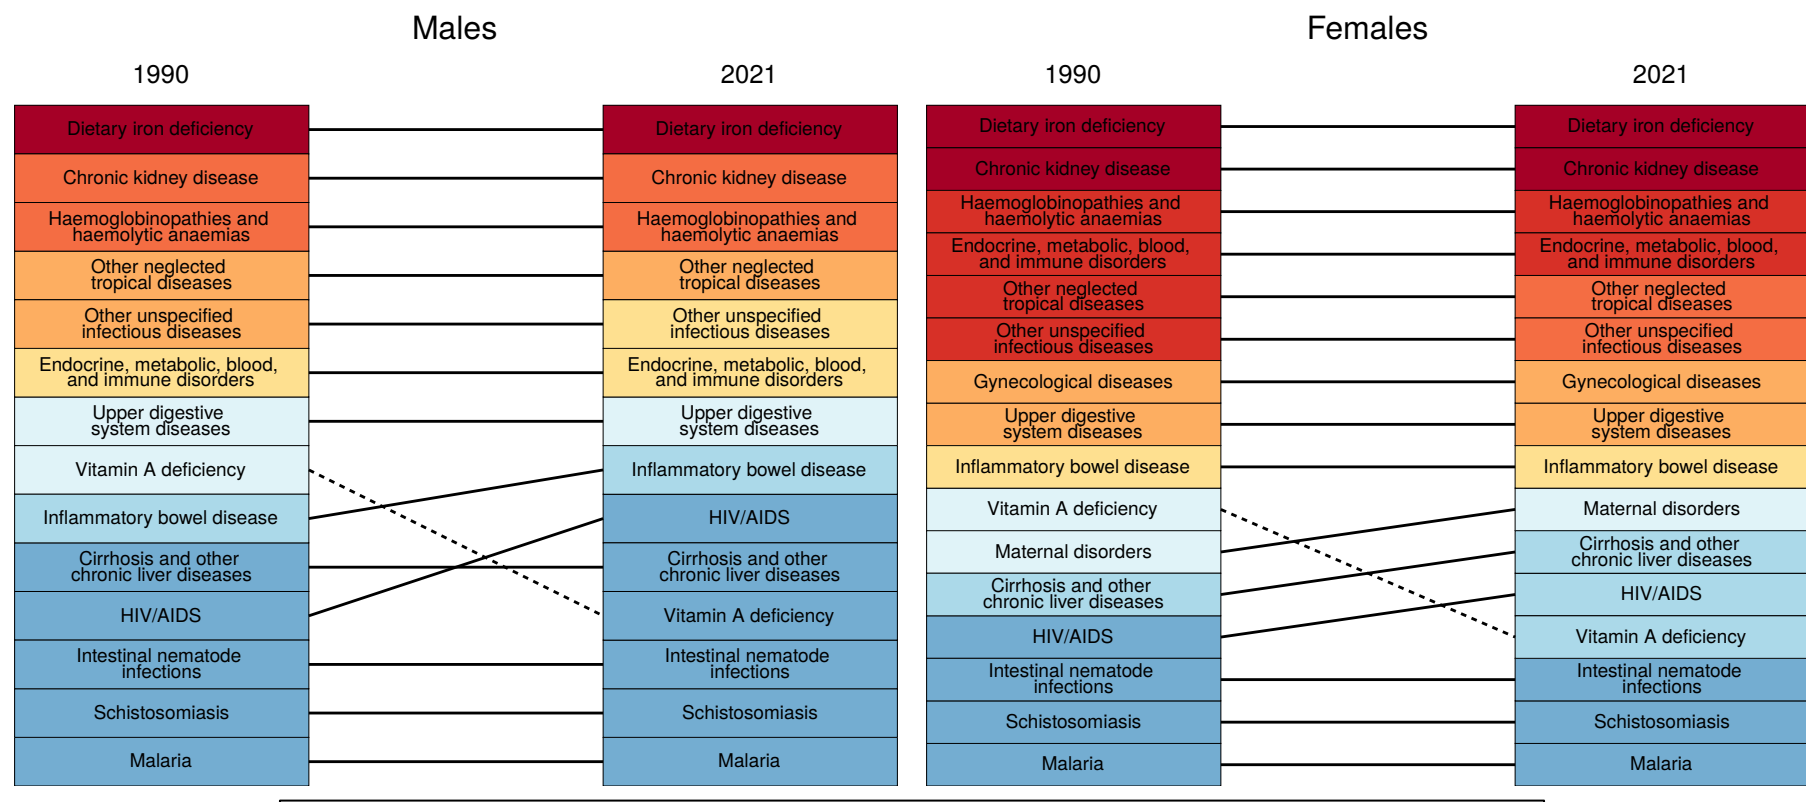 Males
1990
2021
Dietary iron deficiency
Chronic kidney disease
Haemoglobinopathies and
haemolytic anaemias
Other neglected
tropical diseases
Other unspecified
infectious diseases
Endocrine, metabolic, blood,
and immune disorders
Upper digestive
system diseases
Vitamin A deficiency
Inflammatory bowel disease
Cirrhosis and other
chronic liver diseases
HIV/AIDS
Intestinal nematode
infections
Schistosomiasis
Malaria
Dietary iron deficiency
Chronic kidney disease
Haemoglobinopathies and
haemolytic anaemias
Other neglected
tropical diseases
Other unspecified
infectious diseases
Endocrine, metabolic, blood,
and immune disorders
Upper digestive
system diseases
Inflammatory bowel disease
HIV/AIDS
Cirrhosis and other
chronic liver diseases
Vitamin A deficiency
Intestinal nematode
infections
Schistosomiasis
Malaria
Females
1990
2021
Dietary iron deficiency
Chronic kidney disease
Haemoglobinopathies and
haemolytic anaemias
Endocrine, metabolic, blood,
and immune disorders
Other neglected
tropical diseases
Other unspecified
infectious diseases
Gynecological diseases
Upper digestive
system diseases
Inflammatory bowel disease
Vitamin A deficiency
Maternal disorders
Cirrhosis and other
chronic liver diseases
HIV/AIDS
Intestinal nematode
infections
Schistosomiasis
Malaria
Dietary iron deficiency
Chronic kidney disease
Haemoglobinopathies and
haemolytic anaemias
Endocrine, metabolic, blood,
and immune disorders
Other neglected
tropical diseases
Other unspecified
infectious diseases
Gynecological diseases
Upper digestive
system diseases
Inflammatory bowel disease
Maternal disorders
Cirrhosis and other
chronic liver diseases
HIV/AIDS
Vitamin A deficiency
Intestinal nematode
infections
Schistosomiasis
Malaria